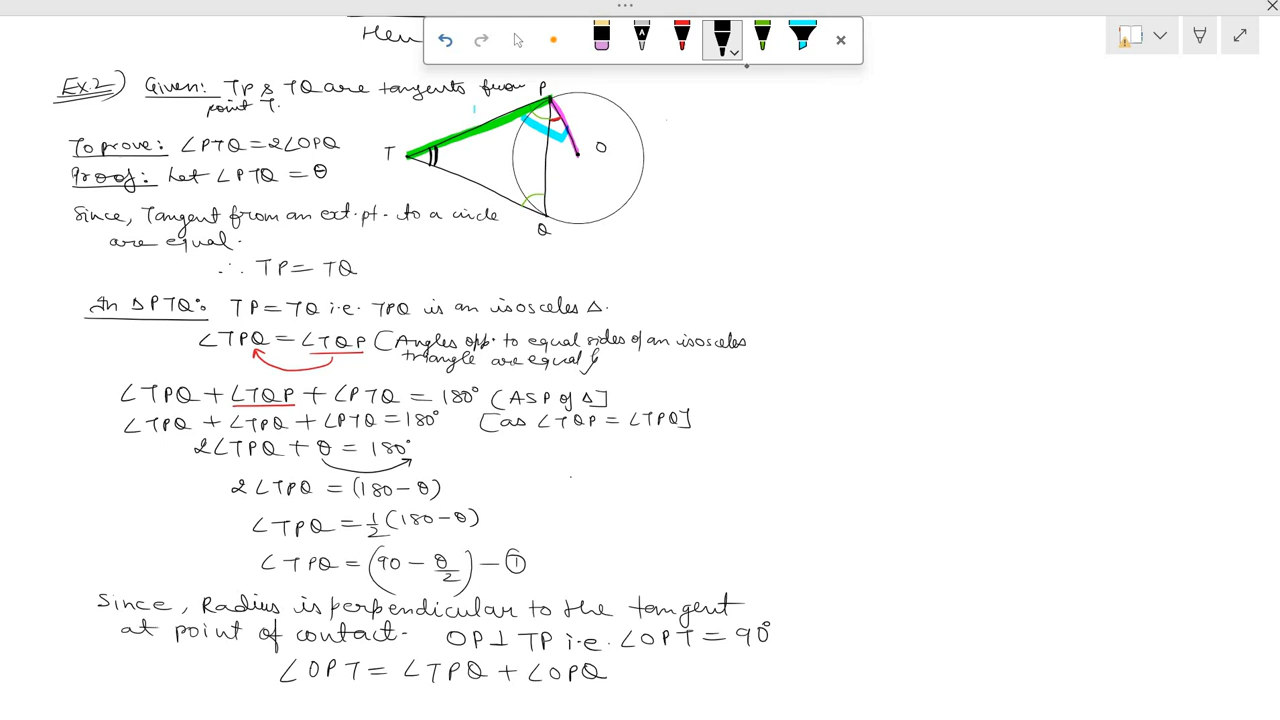 Hen
Ex.2) Given: TP & TQ are tangents from
point T.
To prove: ∠PTQ = 2∠OPQ
Proof: Let ∠PTQ = θ
Since, Tangent from an ext. pt. to a circle
are equal.
∴ TP = TQ
In ΔPTQ: TP = TQ i.e. TPQ is an isosceles Δ.
∠TPQ = ∠TQP (Angles opp. to equal sides of an isosceles
triangle are equal}
∠TPQ + ∠TQP + ∠PTQ = 180° (ASP of Δ]
∠TPQ + ∠TPQ + ∠PTQ = 180° [as ∠TQP = ∠TPQ]
2∠TPQ + θ = 180°
2∠TPQ = (180 - θ)
∠TPQ = 1/2 (180 - θ)
∠TPQ = (90 - θ/2) - ①
Since, Radius is perpendicular to the tangent
at point of contact. OP ⊥ TP i.e. ∠OPT = 90°
∠OPT = ∠TPQ + ∠OPQ
P
T
O
Q